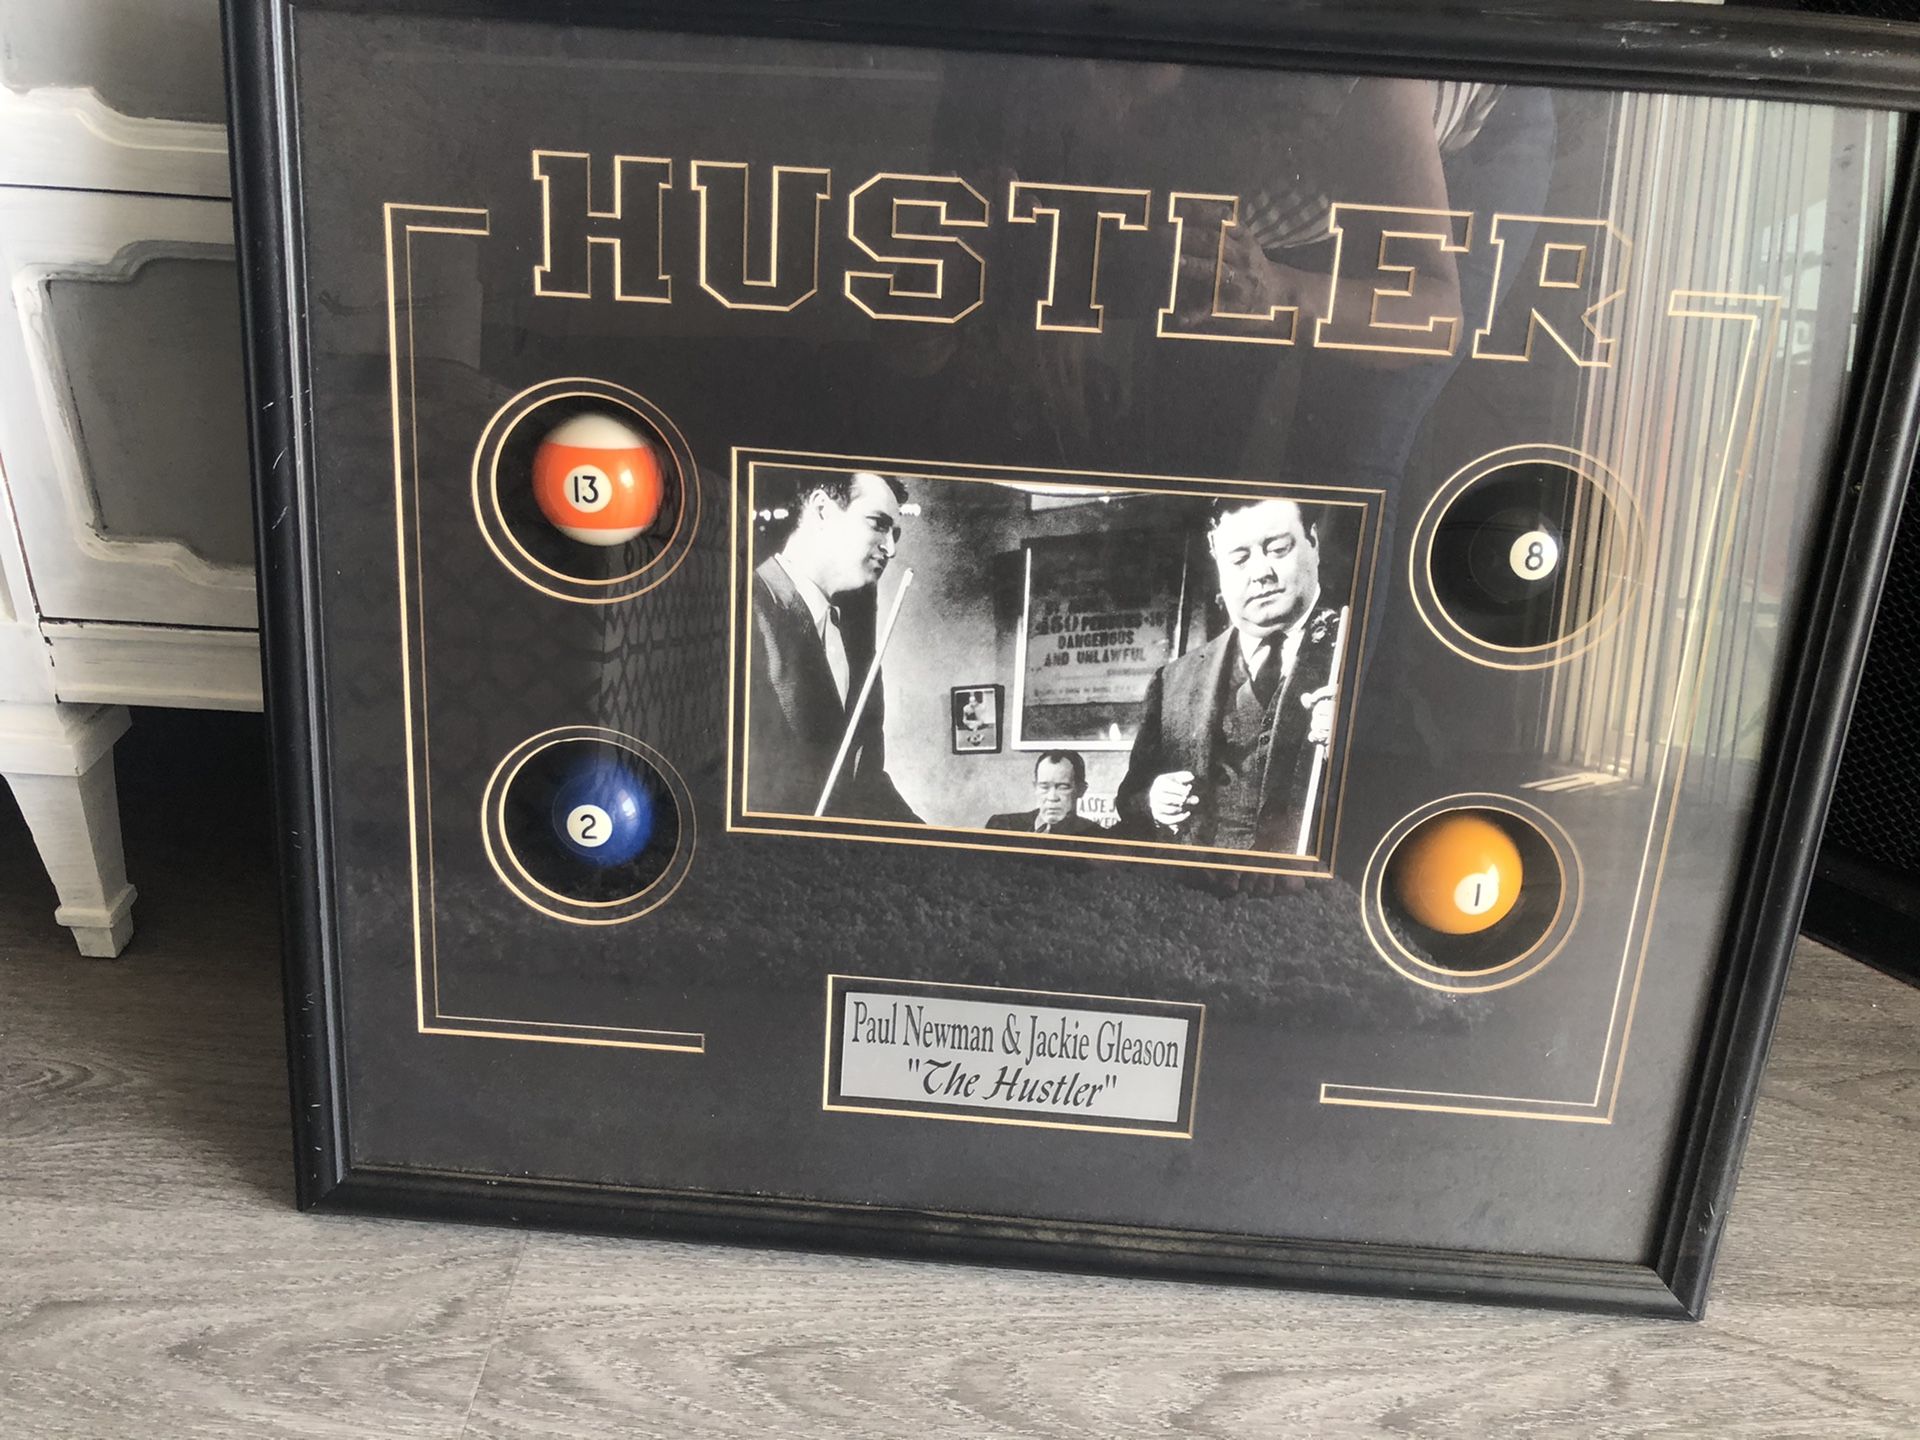 HUSTLER
13
8
DANGEROUS
AND UNLAWFUL
2
1
Paul Newman & Jackie Gleason
"The Hustler"